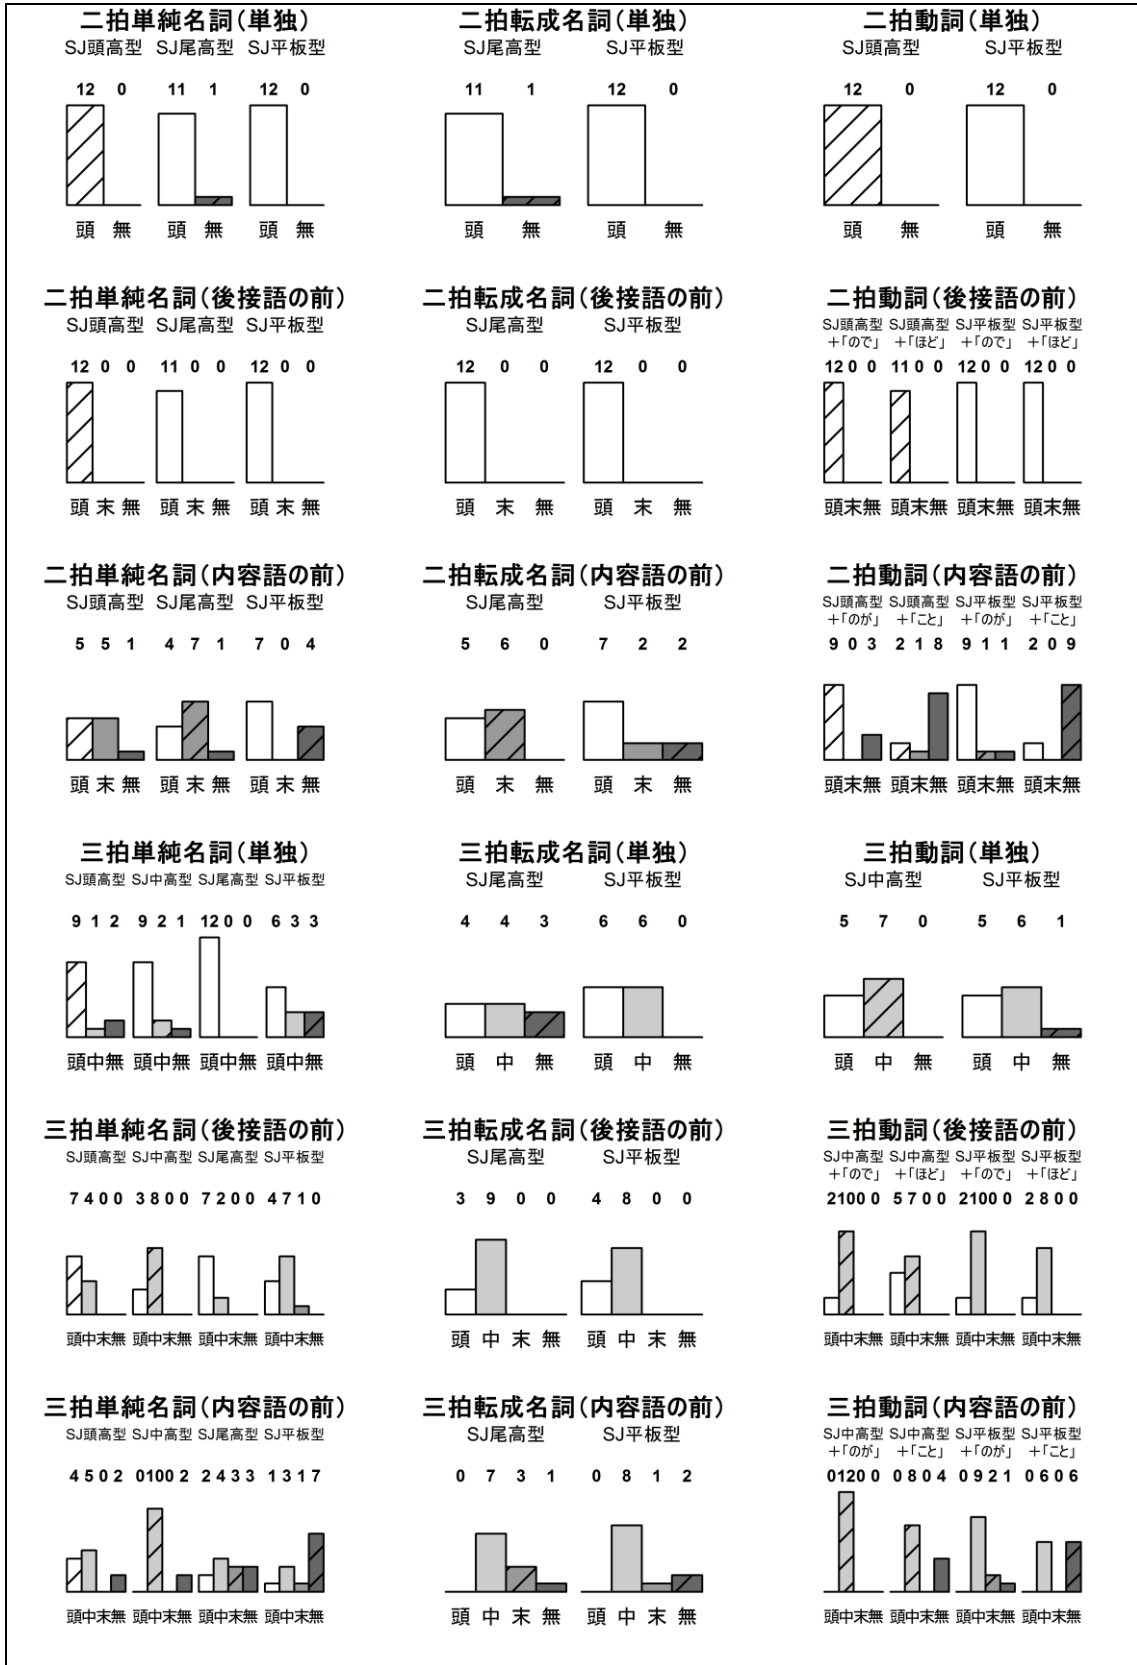 二拍単純名詞(単独) 二拍転成名詞(単独) 二拍動詞(単独)
SJ頭高型 SJ尾高型 SJ平板型 SJ尾高型 SJ平板型 SJ頭高型 SJ平板型
12 0 11 1 12 0 11 1 12 0 12 0 12 0
頭 無 頭 無 頭 無 頭 無 頭 無 頭 無 頭 無
二拍単純名詞(後接語の前) 二拍転成名詞(後接語の前) 二拍動詞(後接語の前)
SJ頭高型 SJ尾高型 SJ平板型 SJ尾高型 SJ平板型 SJ頭高型 SJ頭高型 SJ平板型 SJ平板型
+「ので」 +「ほど」 +「ので」 +「ほど」
12 0 0 11 0 0 12 0 0 12 0 0 12 0 0 12 0 0 11 0 0 12 0 0 12 0 0
頭 末 無 頭 末 無 頭 末 無 頭 末 無 頭 末 無 頭末無 頭末無 頭末無 頭末無
二拍単純名詞(内容語の前) 二拍転成名詞(内容語の前) 二拍動詞(内容語の前)
SJ頭高型 SJ尾高型 SJ平板型 SJ尾高型 SJ平板型 SJ頭高型 SJ頭高型 SJ平板型 SJ平板型
+「のが」 +「こと」 +「のが」 +「こと」
5 5 1 4 7 1 7 0 4 5 6 0 7 2 2 9 0 3 2 1 8 9 1 1 2 0 9
頭 末 無 頭 末 無 頭 末 無 頭 末 無 頭 末 無 頭末無 頭末無 頭末無 頭末無
三拍単純名詞(単独) 三拍転成名詞(単独) 三拍動詞(単独)
SJ頭高型 SJ中高型 SJ尾高型 SJ平板型 SJ尾高型 SJ平板型 SJ中高型 SJ平板型
9 1 2 9 2 1 12 0 0 6 3 3 4 4 3 6 6 0 5 7 0 5 6 1
頭中無 頭中無 頭中無 頭中無 頭 中 無 頭 中 無 頭 中 無 頭 中 無
三拍単純名詞(後接語の前) 三拍転成名詞(後接語の前) 三拍動詞(後接語の前)
SJ頭高型 SJ中高型 SJ尾高型 SJ平板型 SJ尾高型 SJ平板型 SJ中高型 SJ中高型 SJ平板型 SJ平板型
+「ので」 +「ほど」 +「ので」 +「ほど」
7 4 0 0 3 8 0 0 7 2 0 0 4 7 1 0 3 9 0 0 4 8 0 0 2 10 0 0 5 7 0 0 2 10 0 0 2 8 0 0
頭中末無 頭中末無 頭中末無 頭中末無 頭 中 末 無 頭 中 末 無 頭中末無 頭中末無 頭中末無 頭中末無
三拍単純名詞(内容語の前) 三拍転成名詞(内容語の前) 三拍動詞(内容語の前)
SJ頭高型 SJ中高型 SJ尾高型 SJ平板型 SJ尾高型 SJ平板型 SJ中高型 SJ中高型 SJ平板型 SJ平板型
+「のが」 +「こと」 +「のが」 +「こと」
4 5 0 2 0 10 0 2 2 4 3 3 1 3 1 7 0 7 3 1 0 8 1 2 0 12 0 0 0 8 0 4 0 9 2 1 0 6 0 6
頭中末無 頭中末無 頭中末無 頭中末無 頭 中 末 無 頭 中 末 無 頭中末無 頭中末無 頭中末無 頭中末無